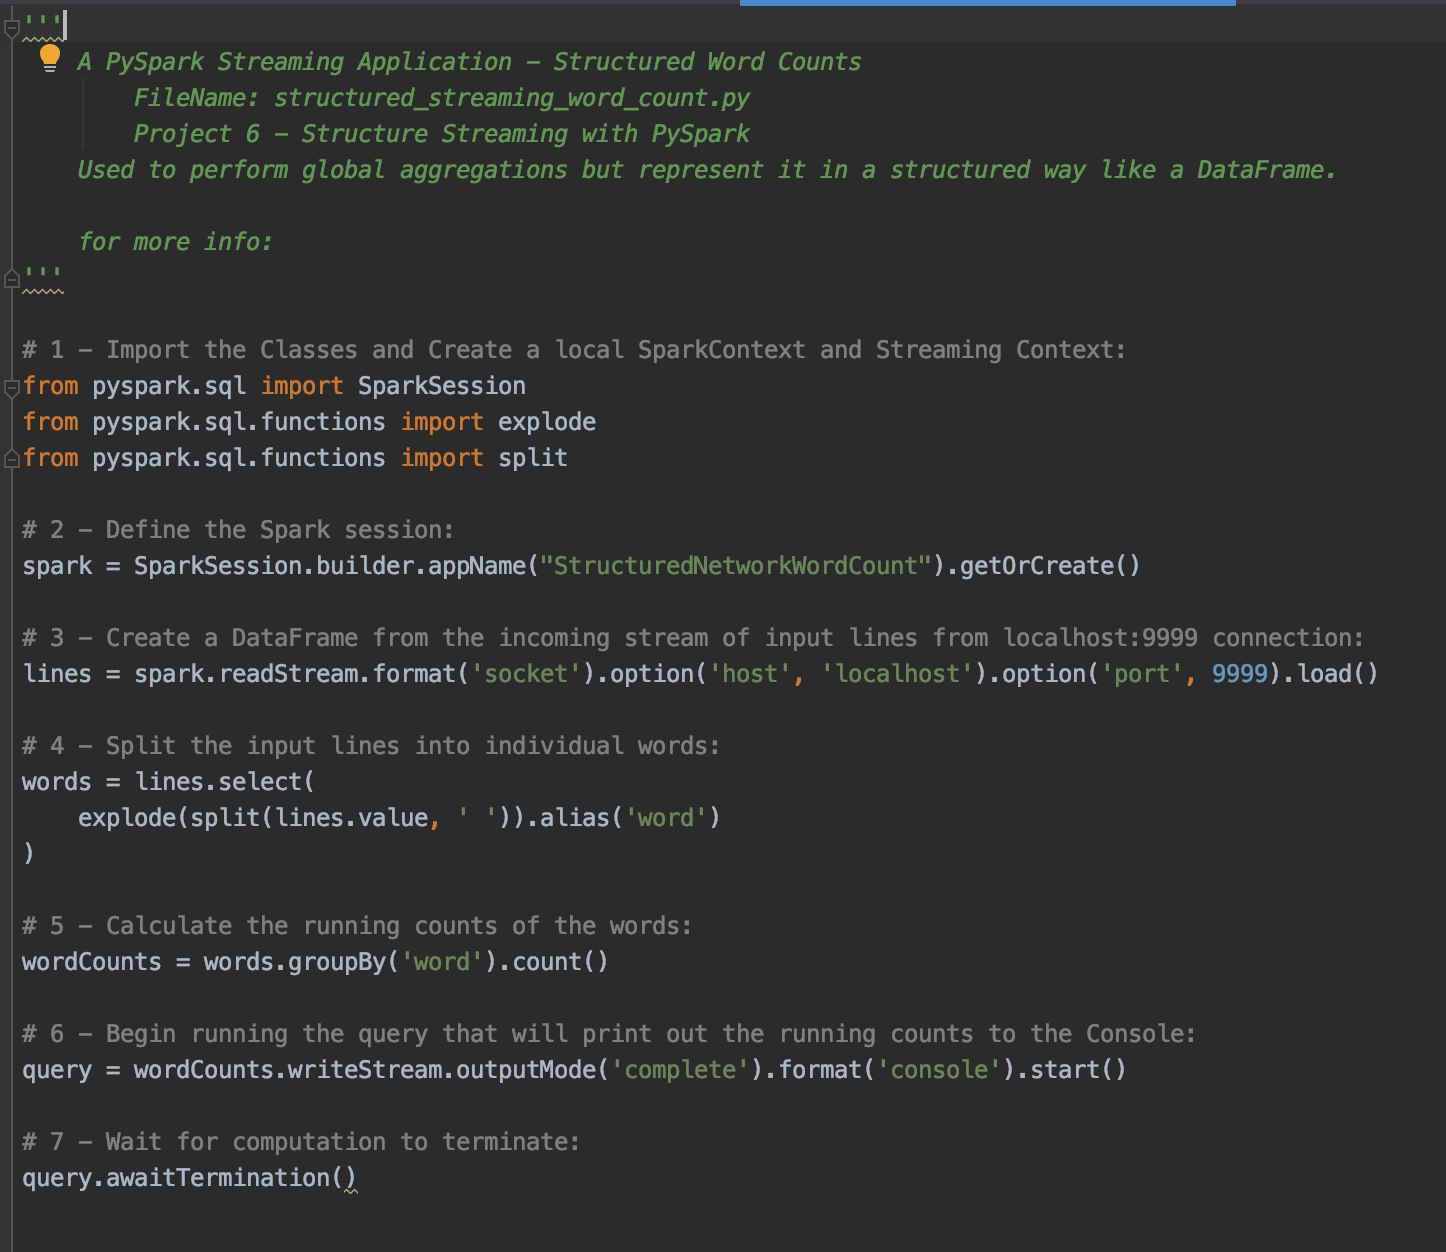 '''
    A PySpark Streaming Application – Structured Word Counts
        FileName: structured_streaming_word_count.py
        Project 6 – Structure Streaming with PySpark
    Used to perform global aggregations but represent it in a structured way like a DataFrame.
    for more info:
'''
# 1 – Import the Classes and Create a local SparkContext and Streaming Context:
from pyspark.sql import SparkSession
from pyspark.sql.functions import explode
from pyspark.sql.functions import split
# 2 – Define the Spark session:
spark = SparkSession.builder.appName("StructuredNetworkWordCount").getOrCreate()
# 3 – Create a DataFrame from the incoming stream of input lines from localhost:9999 connection:
lines = spark.readStream.format('socket').option('host', 'localhost').option('port', 9999).load()
# 4 – Split the input lines into individual words:
words = lines.select(
    explode(split(lines.value, ' ')).alias('word')
)
# 5 – Calculate the running counts of the words:
wordCounts = words.groupBy('word').count()
# 6 – Begin running the query that will print out the running counts to the Console:
query = wordCounts.writeStream.outputMode('complete').format('console').start()
# 7 – Wait for computation to terminate:
query.awaitTermination()